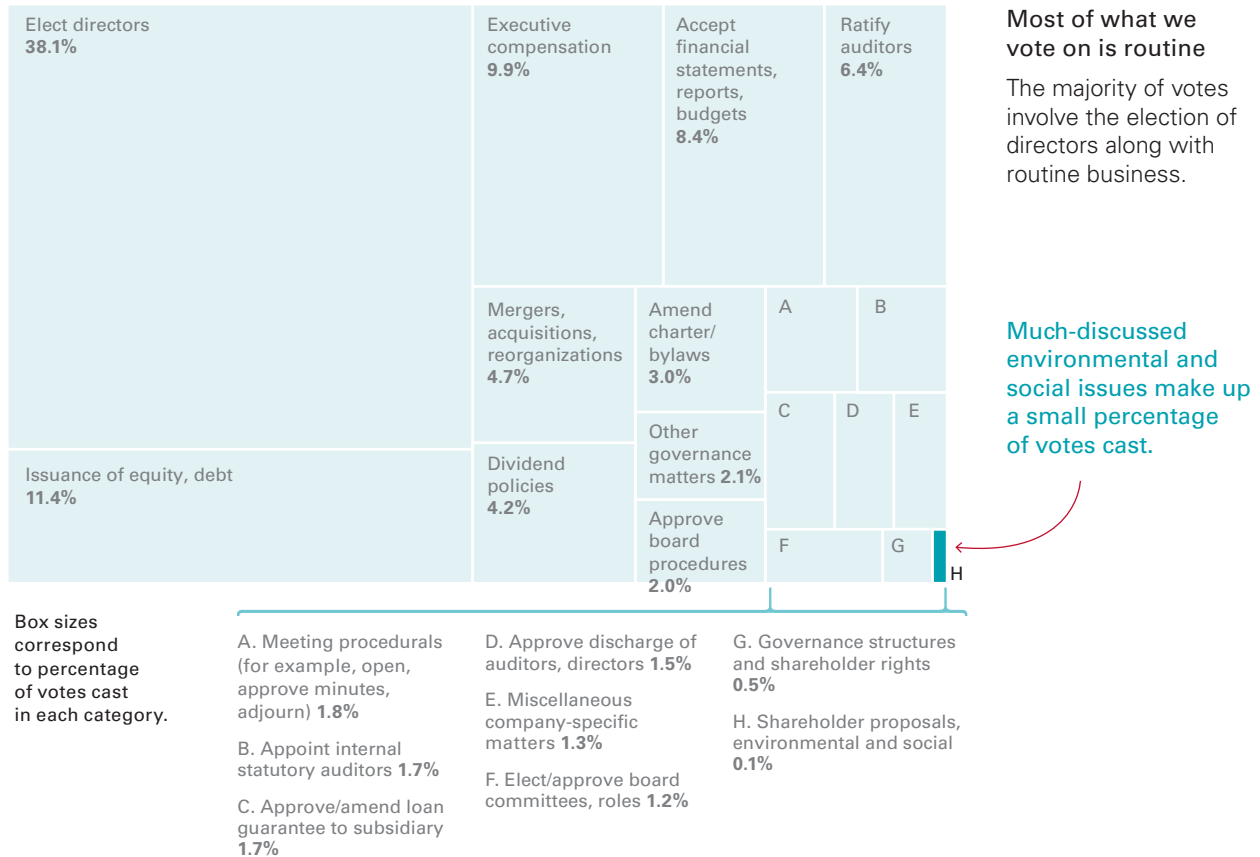 Elect directors
38.1%
Executive
compensation
9.9%
Accept
financial
statements,
reports,
budgets
8.4%
Ratify
auditors
6.4%
Most of what we
vote on is routine
The majority of votes
involve the election of
directors along with
routine business.
Mergers,
acquisitions,
reorganizations
4.7%
Amend
charter/
bylaws
3.0%
A
B
Much-discussed
environmental and
social issues make up
a small percentage
of votes cast.
C
D
E
Other
governance
matters 2.1%
Issuance of equity, debt
11.4%
Dividend
policies
4.2%
Approve
board
procedures
2.0%
F
G
H
Box sizes
correspond
to percentage
of votes cast
in each category.
A. Meeting procedurals
(for example, open,
approve minutes,
adjourn) 1.8%
B. Appoint internal
statutory auditors 1.7%
C. Approve/amend loan
guarantee to subsidiary
1.7%
D. Approve discharge of
auditors, directors 1.5%
E. Miscellaneous
company-specific
matters 1.3%
F. Elect/approve board
committees, roles 1.2%
G. Governance structures
and shareholder rights
0.5%
H. Shareholder proposals,
environmental and social
0.1%